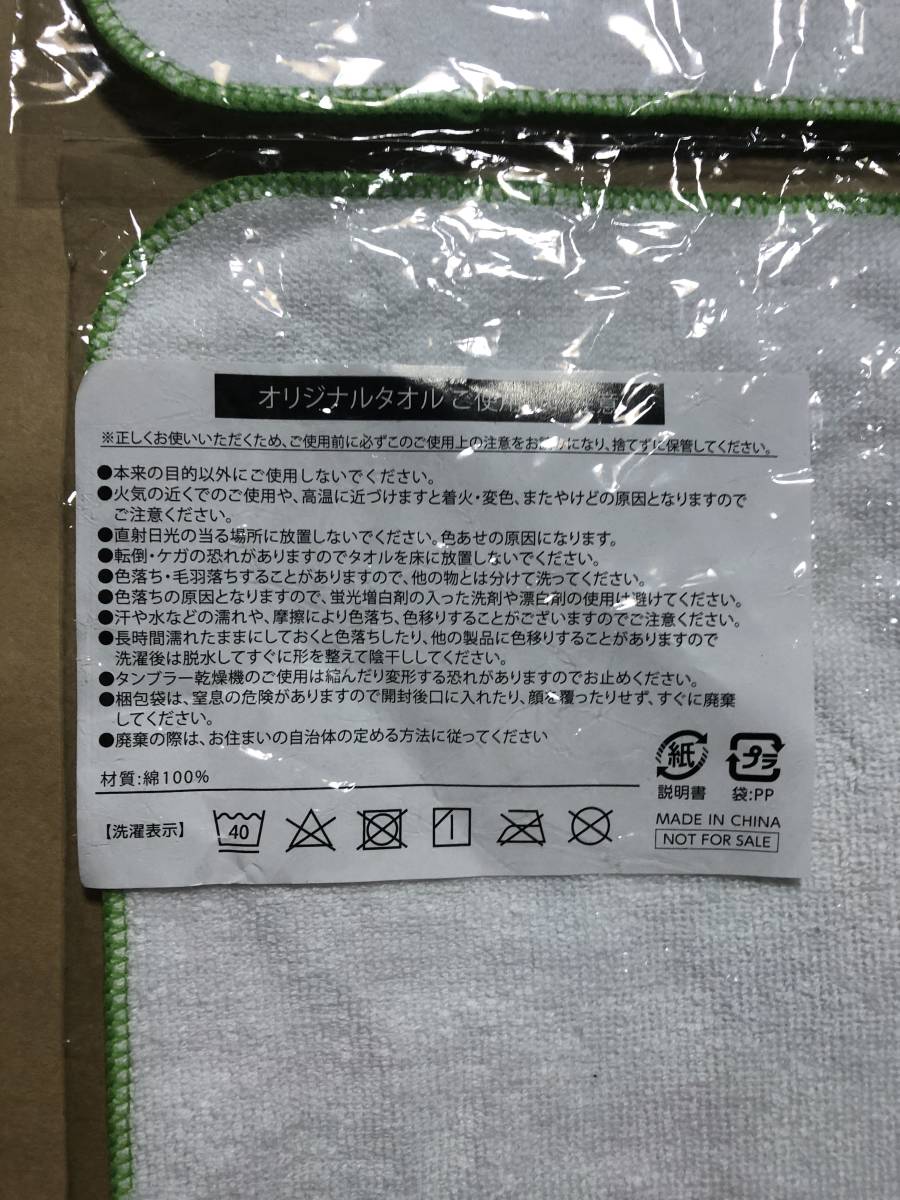 オリジナルタオル ご使用
※正しくお使いいただくため、ご使用前に必ずこのご使用上の注意をお読みになり、捨てずに保管してください。
●本来の目的以外にご使用しないでください。
●火気の近くでのご使用や、高温に近づけますと着火・変色、またやけどの原因となりますので
ご注意ください。
●直射日光の当る場所に放置しないでください。色あせの原因になります。
●転倒・ケガの恐れがありますのでタオルを床に放置しないでください。
●色落ち・毛羽落ちすることがありますので、他の物とは分けて洗ってください。
●色落ちの原因となりますので、蛍光増白剤の入った洗剤や漂白剤の使用は避けてください。
●汗や水などの濡れや、摩擦により色落ち、色移りすることがございますのでご注意ください。
●長時間濡れたままにしておくと色落ちしたり、他の製品に色移りすることがありますので
洗濯後は脱水してすぐに形を整えて陰干ししてください。
●タンブラー乾燥機のご使用は縮んだり変形する恐れがありますのでお止めください。
●梱包袋は、窒息の危険がありますので開封後口に入れたり、顔を覆ったりせず、すぐに廃棄
してください。
●廃棄の際は、お住まいの自治体の定める方法に従ってください
材質:綿100%
紙 プラ
説明書 袋:PP
【洗濯表示】 40
MADE IN CHINA
NOT FOR SALE